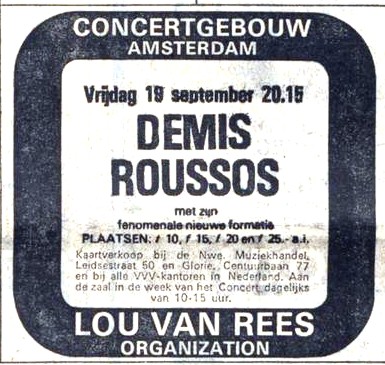 CONCERTGEBOUW
AMSTERDAM
Vrijdag 19 september 20.15
DEMIS
ROUSSOS
met zijn
fenomenale nieuwe formatie
PLAATSEN: f 10, f 15, f 20 en f 25.- a.i.
Kaartverkoop bij de Nwe. Muziekhandel,
Leidsestraat 50 en Glorie, Centuurbaan 77
en bij alle VVV-kantoren in Nederland. Aan
de zaal in de week van het Concert dagelijks
van 10-15 uur.
LOU VAN REES
ORGANIZATION